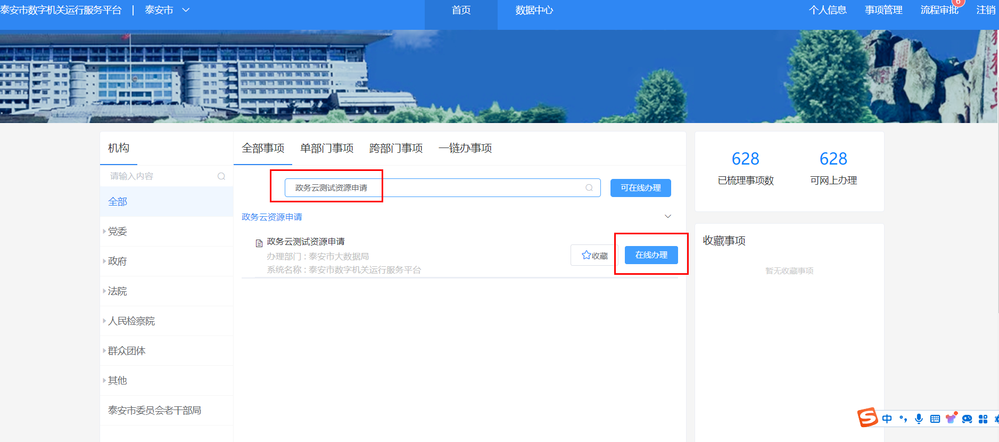 泰安市数字机关运行服务平台 | 泰安市
首页
数据中心
个人信息
事项管理
流程审批
6
注销
机构
请输入内容
全部
党委
政府
法院
人民检察院
群众团体
其他
泰安市委员会老干部局
全部事项
单部门事项
跨部门事项
一链办事项
政务云测试资源申请
可在线办理
政务云资源申请
政务云测试资源申请
办理部门：泰安市大数据局
系统名称：泰安市数字机关运行服务平台
收藏
在线办理
628
已梳理事项数
628
可网上办理
收藏事项
暂无收藏事项
中